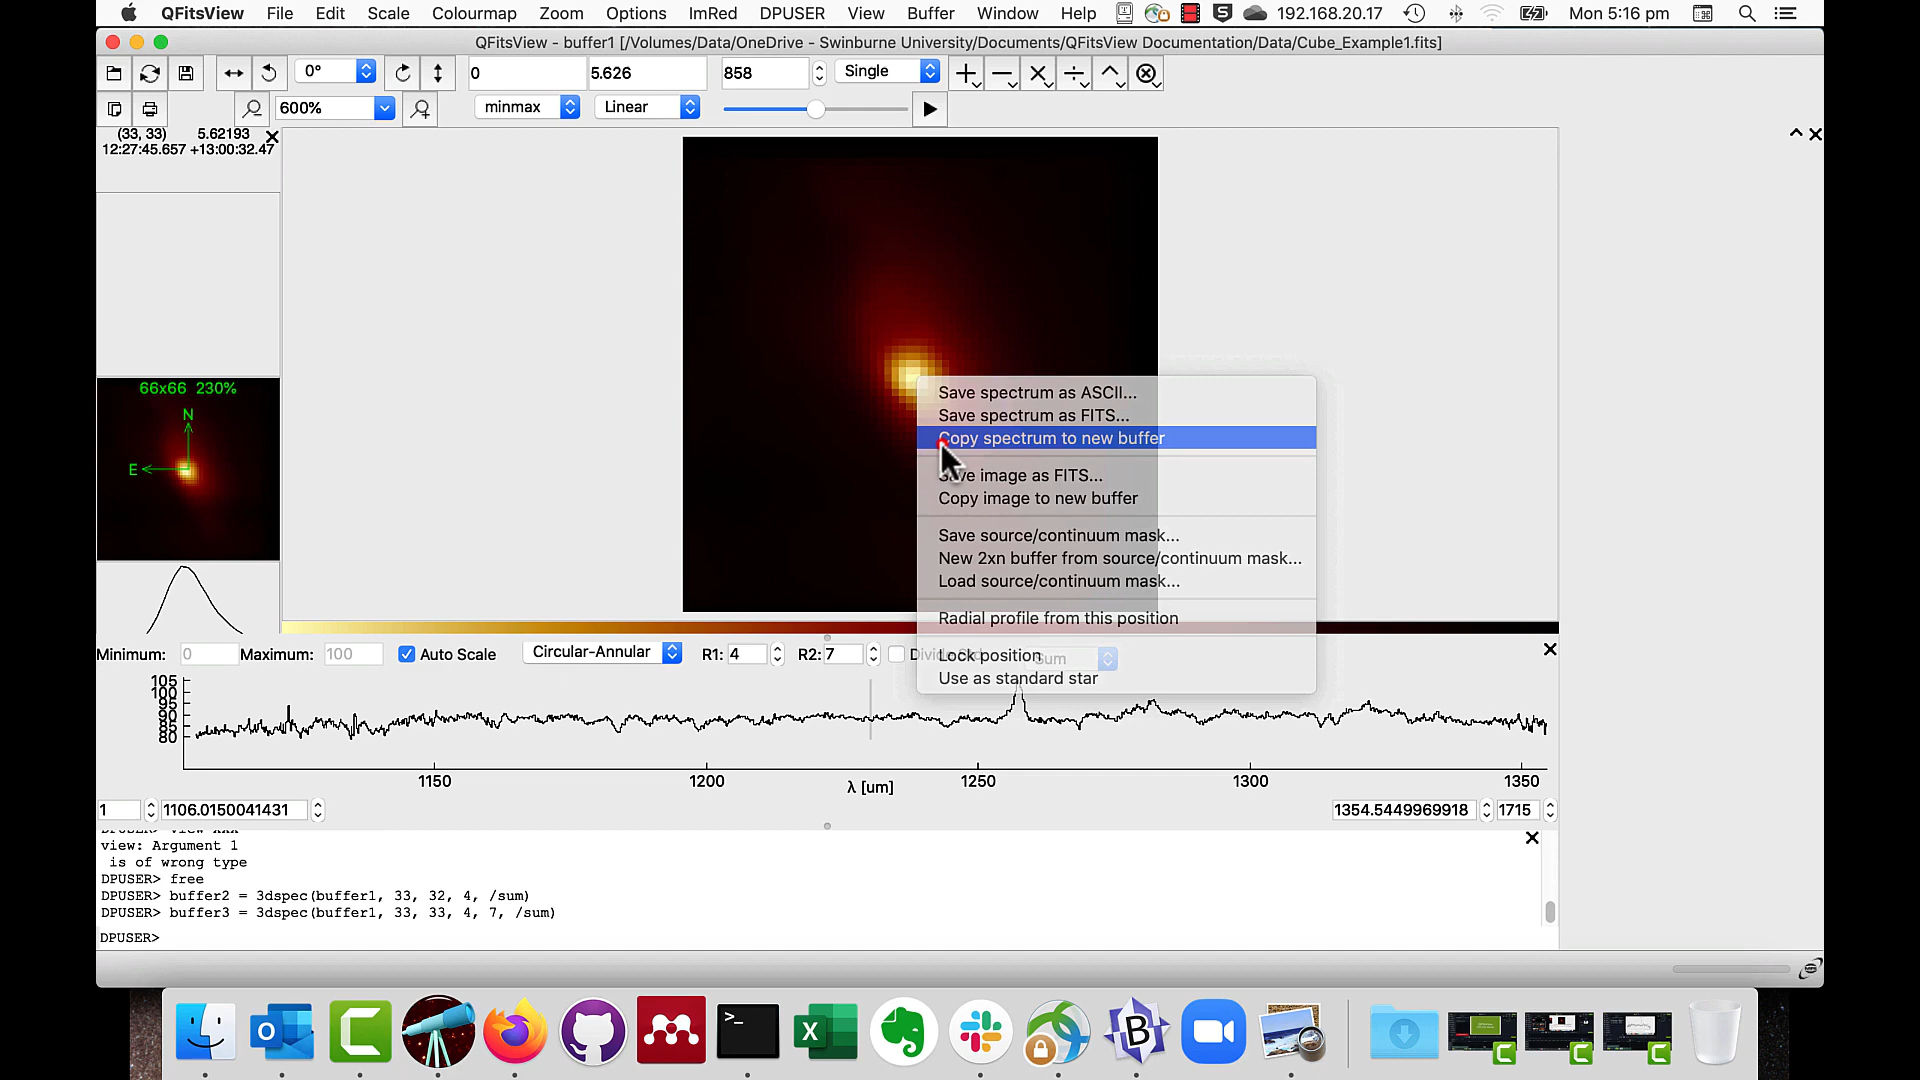 QFitsView File Edit Scale Colourmap Zoom Options ImRed DPUSER View Buffer Window Help 192.168.20.17 Mon 5:16 pm
QFitsView - buffer1 [/Volumes/Data/OneDrive - Swinburne University/Documents/QFitsView Documentation/Data/Cube_Example1.fits]
0° 0 5.626 858 Single
600% minmax Linear
(33, 33) 5.62193
12:27:45.657 +13:00:32.47
66x66 230%
N
E
Save spectrum as ASCII...
Save spectrum as FITS...
Copy spectrum to new buffer
Save image as FITS...
Copy image to new buffer
Save source/continuum mask...
New 2xn buffer from source/continuum mask...
Load source/continuum mask...
Radial profile from this position
Lock position
Use as standard star
Minimum: 0 Maximum: 100 Auto Scale Circular-Annular R1: 4 R2: 7 Sum
105
100
95
90
85
80
1150 1200 1250 1300 1350
λ [um]
1 1106.0150041431 1354.5449969918 1715
DPUSER> view xxx
view: Argument 1
is of wrong type
DPUSER> free
DPUSER> buffer2 = 3dspec(buffer1, 33, 32, 4, /sum)
DPUSER> buffer3 = 3dspec(buffer1, 33, 33, 4, 7, /sum)
DPUSER>